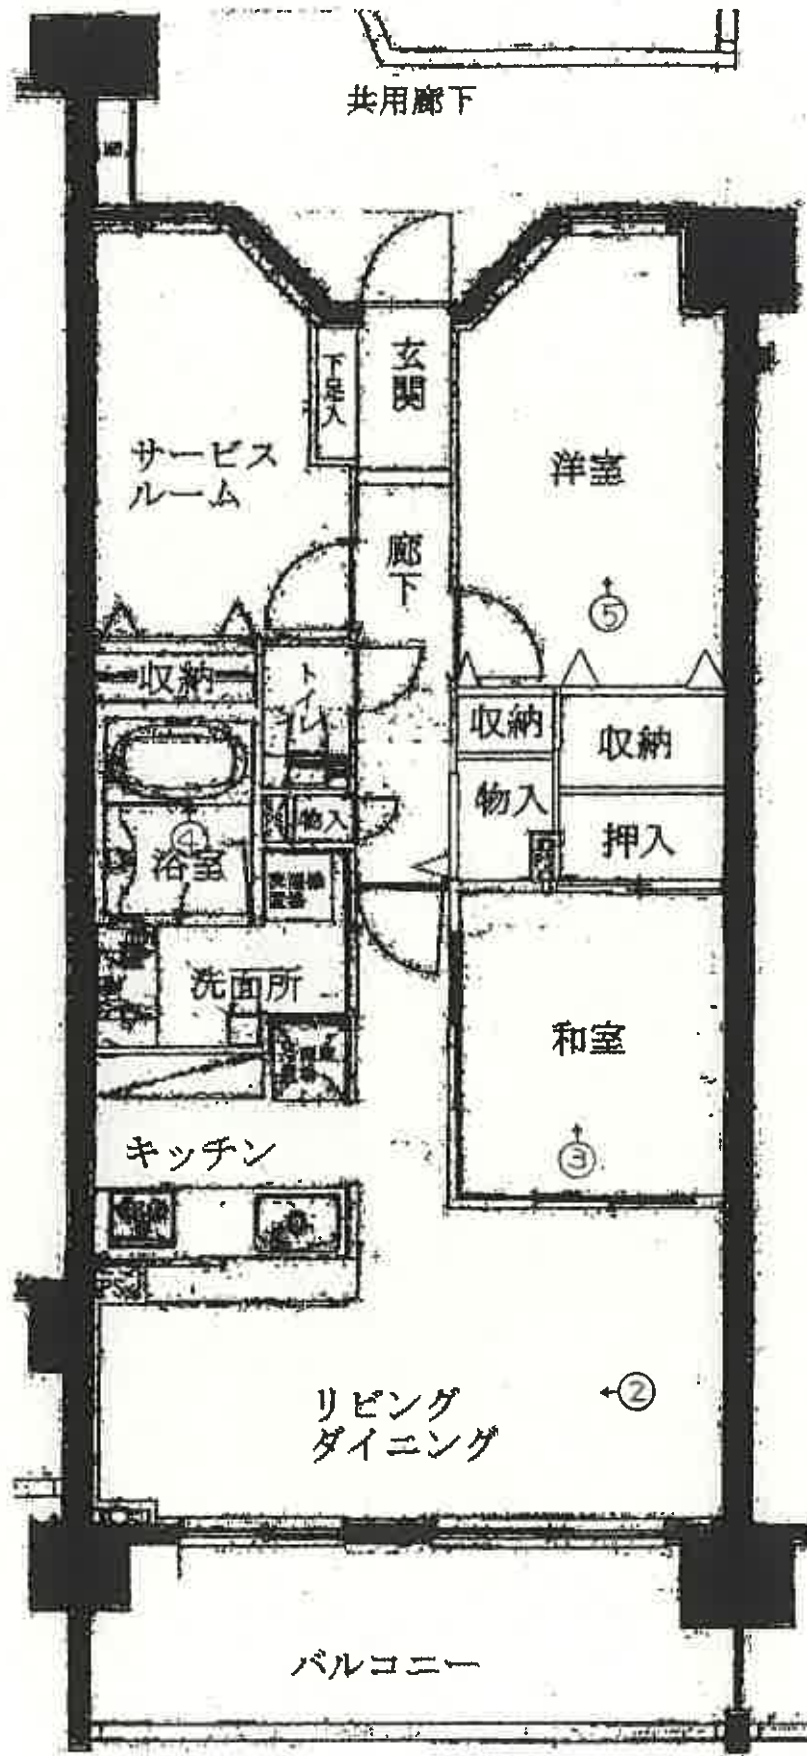 共用廊下
下足入
玄関
サービス
ルーム
洋室
廊下
⑤
収納
トイレ
収納
収納
物入
物入
押入
④
浴室
洗面所
和室
キッチン
③
PS
リビング
ダイニング
②
バルコニー